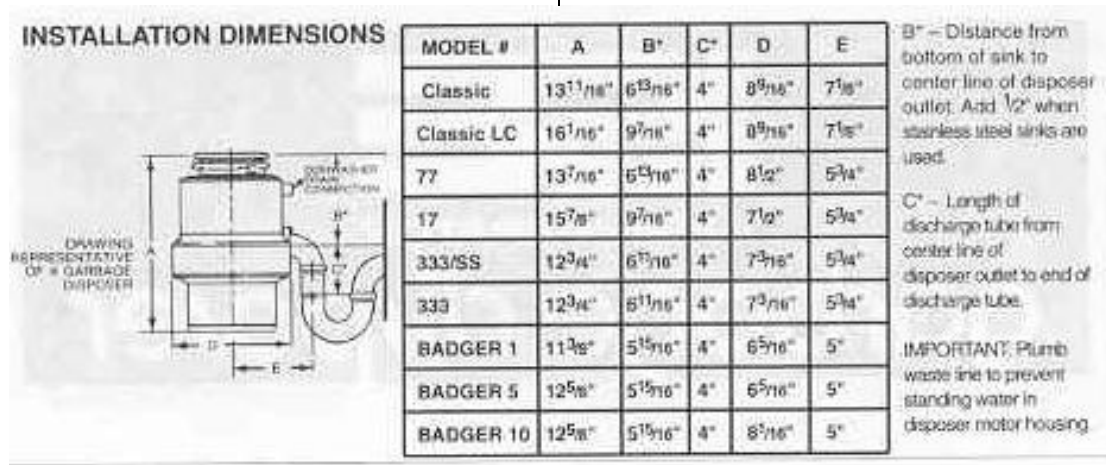 INSTALLATION DIMENSIONS
MODEL # A B* C* D E
Classic 13 11/16" 6 13/16" 4" 8 9/16" 7 1/8"
Classic LC 16 1/16" 9 7/16" 4" 8 9/16" 7 1/8"
77 13 7/16" 6 13/16" 4" 8 1/2" 5 3/4"
17 15 7/8" 9 7/16" 4" 7 1/2" 5 3/4"
333/SS 12 3/4" 6 11/16" 4" 7 3/16" 5 3/4"
333 12 3/4" 6 11/16" 4" 7 3/16" 5 3/4"
BADGER 1 11 3/8" 5 15/16" 4" 6 5/16" 5"
BADGER 5 12 5/8" 5 15/16" 4" 6 5/16" 5"
BADGER 10 12 5/8" 5 15/16" 4" 5"
DISHWASHER
DRAIN
CONNECTION
B*
A
C*
DRAWING
REPRESENTATIVE
OF A GARBAGE
DISPOSER
D
E
B* – Distance from
bottom of sink to
center line of disposer
outlet. Add 1/2" when
stainless steel sinks are
used.
C* – Length of
discharge tube from
center line of
disposer outlet to end of
discharge tube.
IMPORTANT: Plumb
waste line to prevent
standing water in
disposer motor housing.